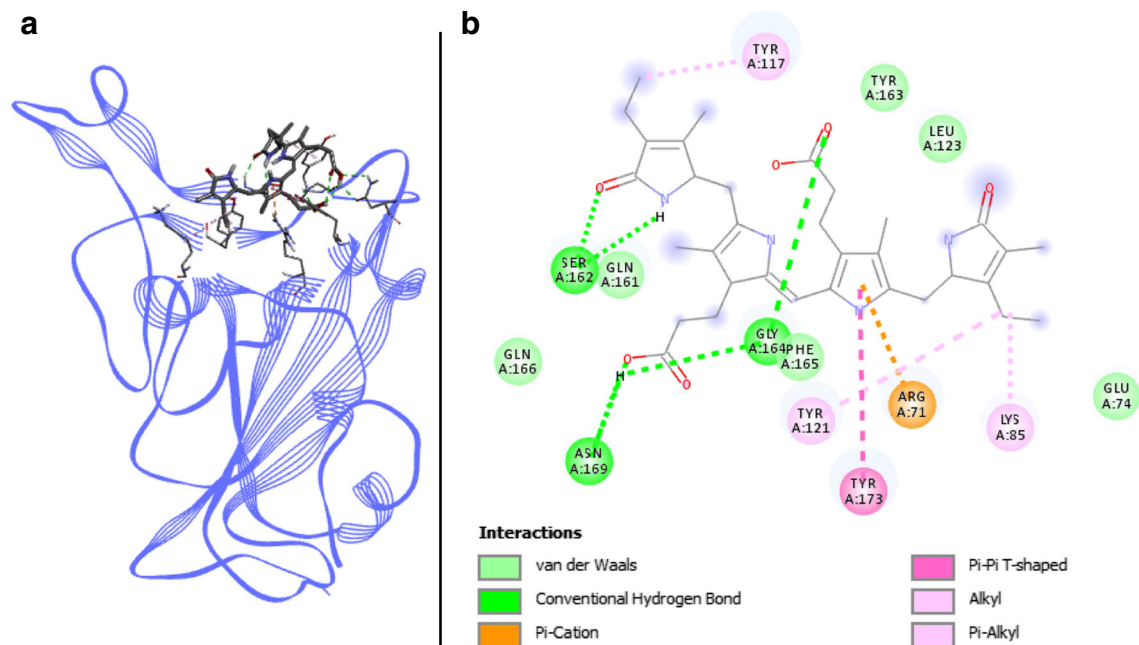 a
b
TYR
A:117
TYR
A:163
LEU
A:123
O
O
O
O
N
H
N
N
N
SER
A:162
GLN
A:161
GLY
A:164
PHE
A:165
GLN
A:166
O
H
O
TYR
A:121
ARG
A:71
LYS
A:85
GLU
A:74
ASN
A:169
TYR
A:173
Interactions
van der Waals
Conventional Hydrogen Bond
Pi-Cation
Pi-Pi T-shaped
Alkyl
Pi-Alkyl